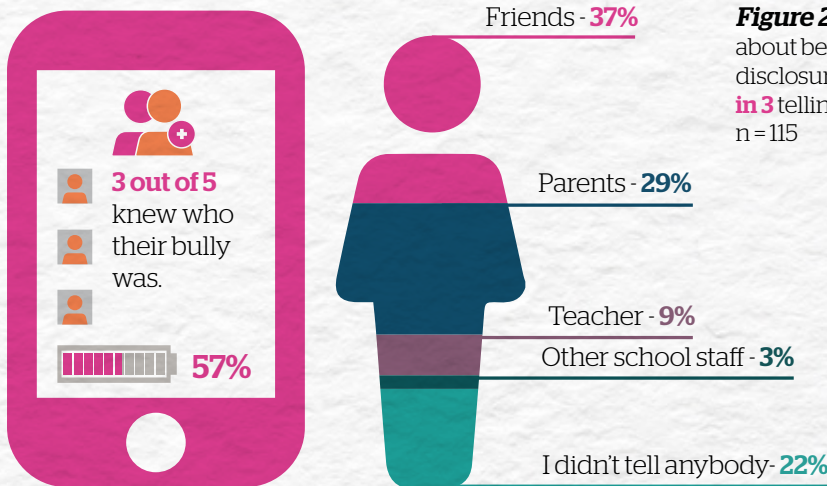 3 out of 5
knew who
their bully
was.
57%
Friends - 37%
Parents - 29%
Teacher - 9%
Other school staff - 3%
I didn't tell anybody- 22%
Figure 2
about be
disclosur
in 3 tellin
n = 115